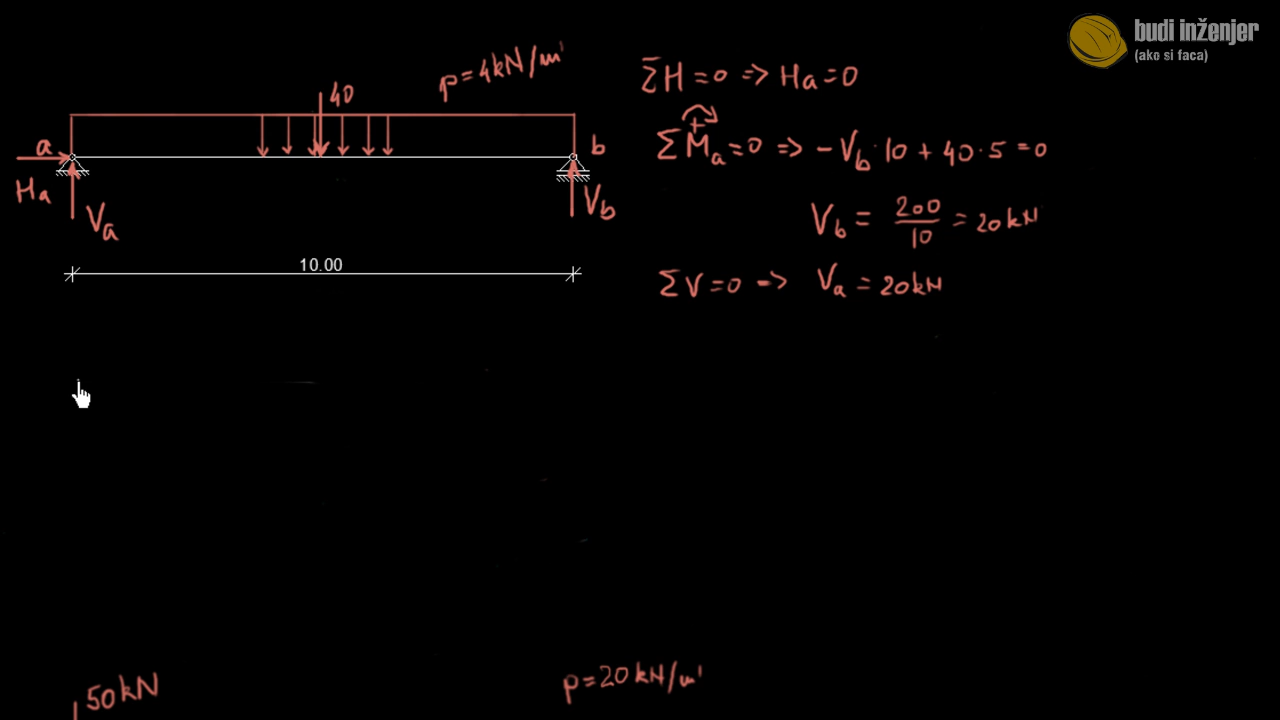 budi inženjer
(ako si faca)
p=4kN/m'
40
a
b
Ha
Va
Vb
10.00
ΣH=0 => Ha=0
+
ΣMa=0 => -Vb·10+40·5=0
Vb = 200/10 = 20kN
ΣV=0 -> Va=20kN
50kN
p=20kN/m'